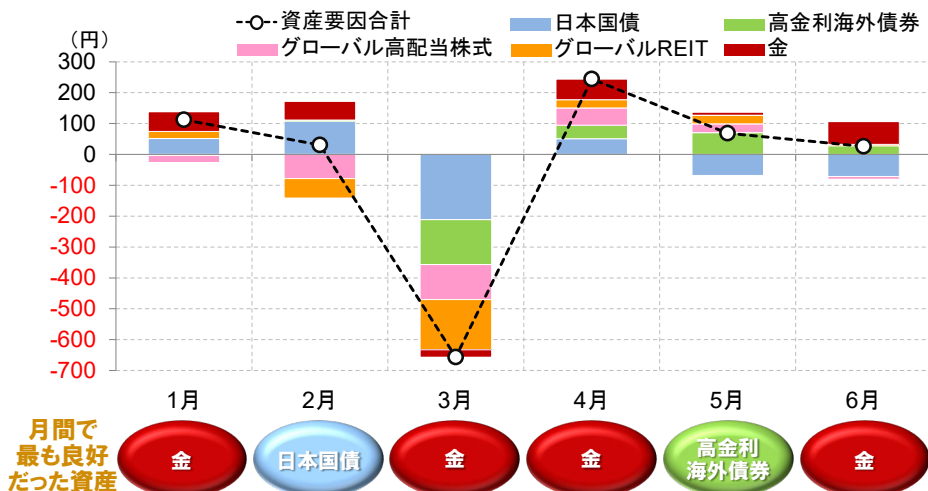 資産要因合計 日本国債 高金利海外債券
グローバル高配当株式 グローバルREIT 金
(円)
300
200
100
0
-100
-200
-300
-400
-500
-600
-700
1月 2月 3月 4月 5月 6月
月間で
最も良好
だった資産
金 日本国債 金 金 高金利
海外債券 金